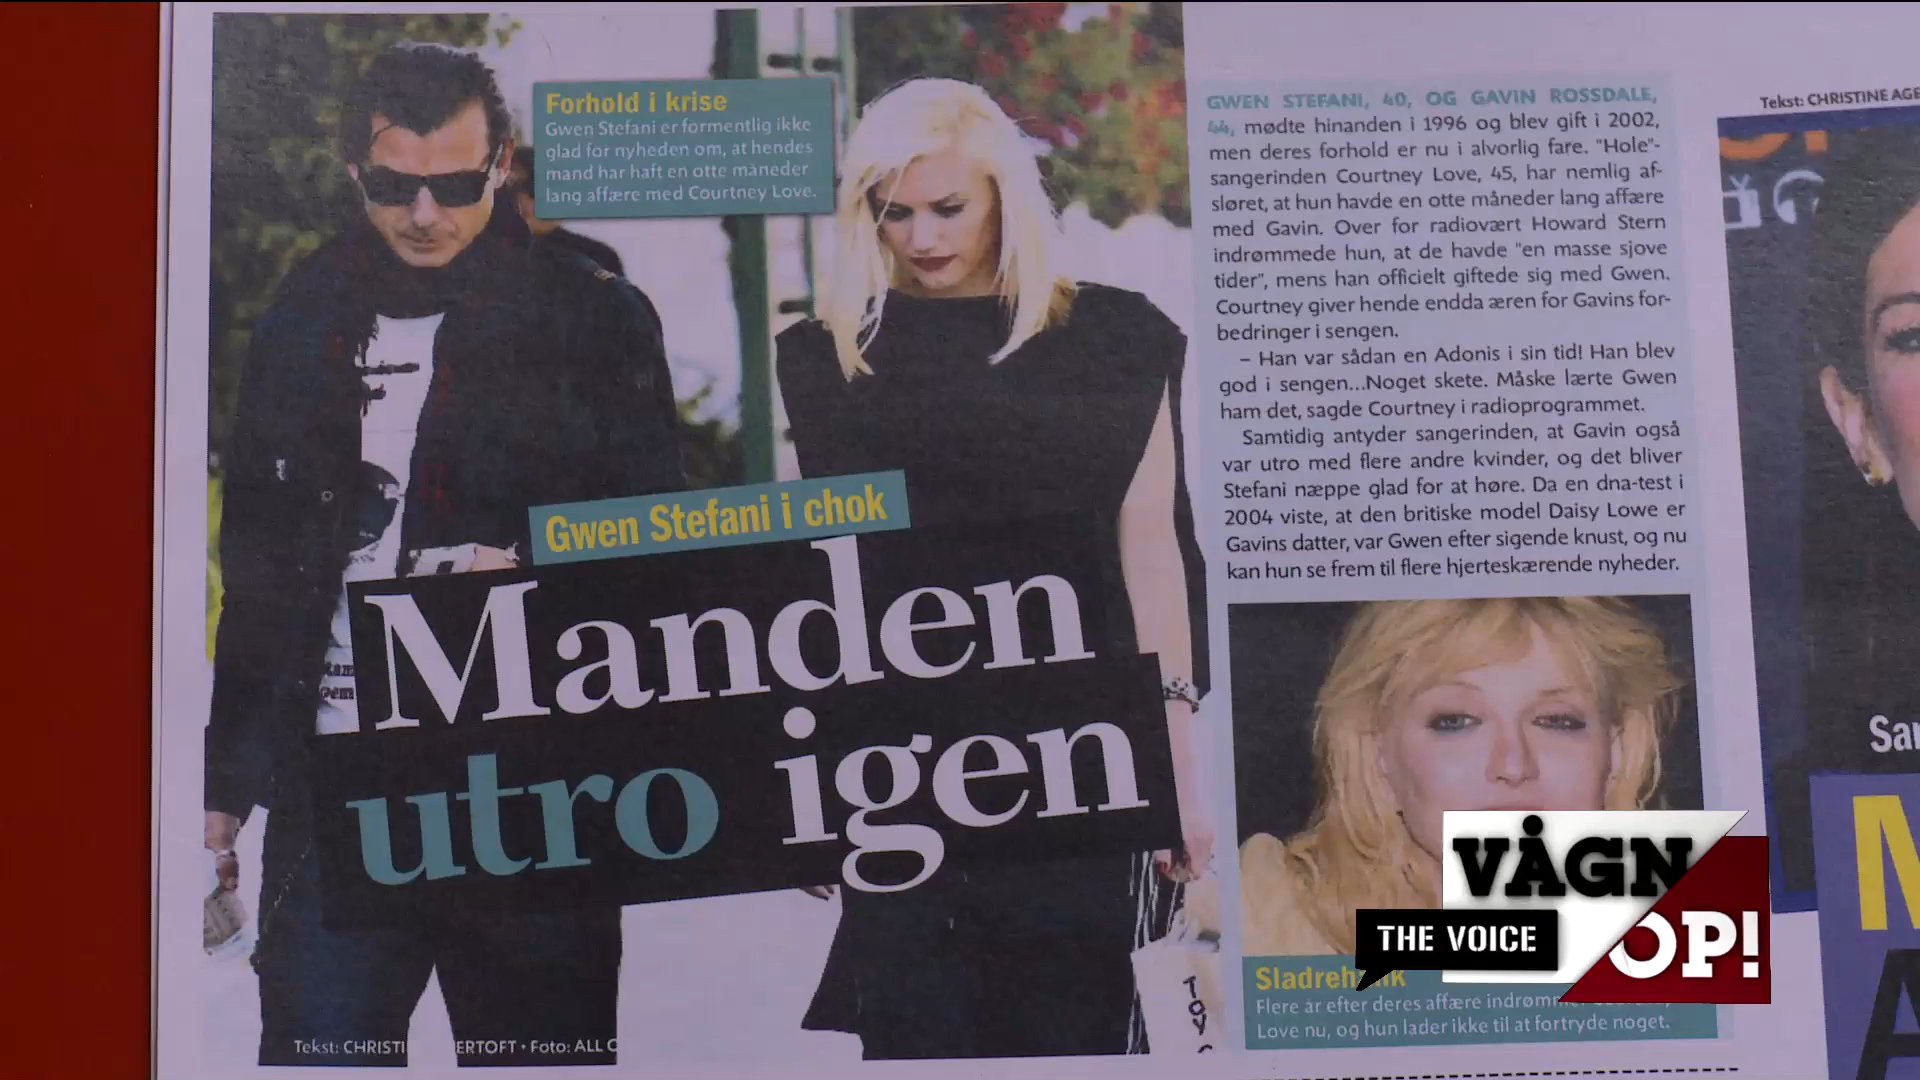 Forhold i krise
Gwen Stefani er formentlig ikke
glad for nyheden om, at hendes
mand har haft en otte måneder
lang affære med Courtney Love.
Gwen Stefani i chok
Manden
utro igen
Tekst: CHRISTI
ERTOFT • Foto: ALL
GWEN STEFANI, 40, OG GAVIN ROSSDALE,
44, mødte hinanden i 1996 og blev gift i 2002,
men deres forhold er nu i alvorlig fare. "Hole"-
sangerinden Courtney Love, 45, har nemlig af-
sløret, at hun havde en otte måneder lang affære
med Gavin. Over for radiovært Howard Stern
indrømmede hun, at de havde "en masse sjove
tider", mens han officielt giftede sig med Gwen.
Courtney giver hende endda æren for Gavins for-
bedringer i sengen.
– Han var sådan en Adonis i sin tid! Han blev
god i sengen...Noget skete. Måske lærte Gwen
ham det, sagde Courtney i radioprogrammet.
Samtidig antyder sangerinden, at Gavin også
var utro med flere andre kvinder, og det bliver
Stefani næppe glad for at høre. Da en dna-test i
2004 viste, at den britiske model Daisy Lowe er
Gavins datter, var Gwen efter sigende knust, og nu
kan hun se frem til flere hjerteskærende nyheder.
Flere år efter deres affære
Love nu, og hun lader ikke til at fortryde noget.
Tekst: CHRISTINE AGE
San
TOY
VÅGN
OP!
THE VOICE